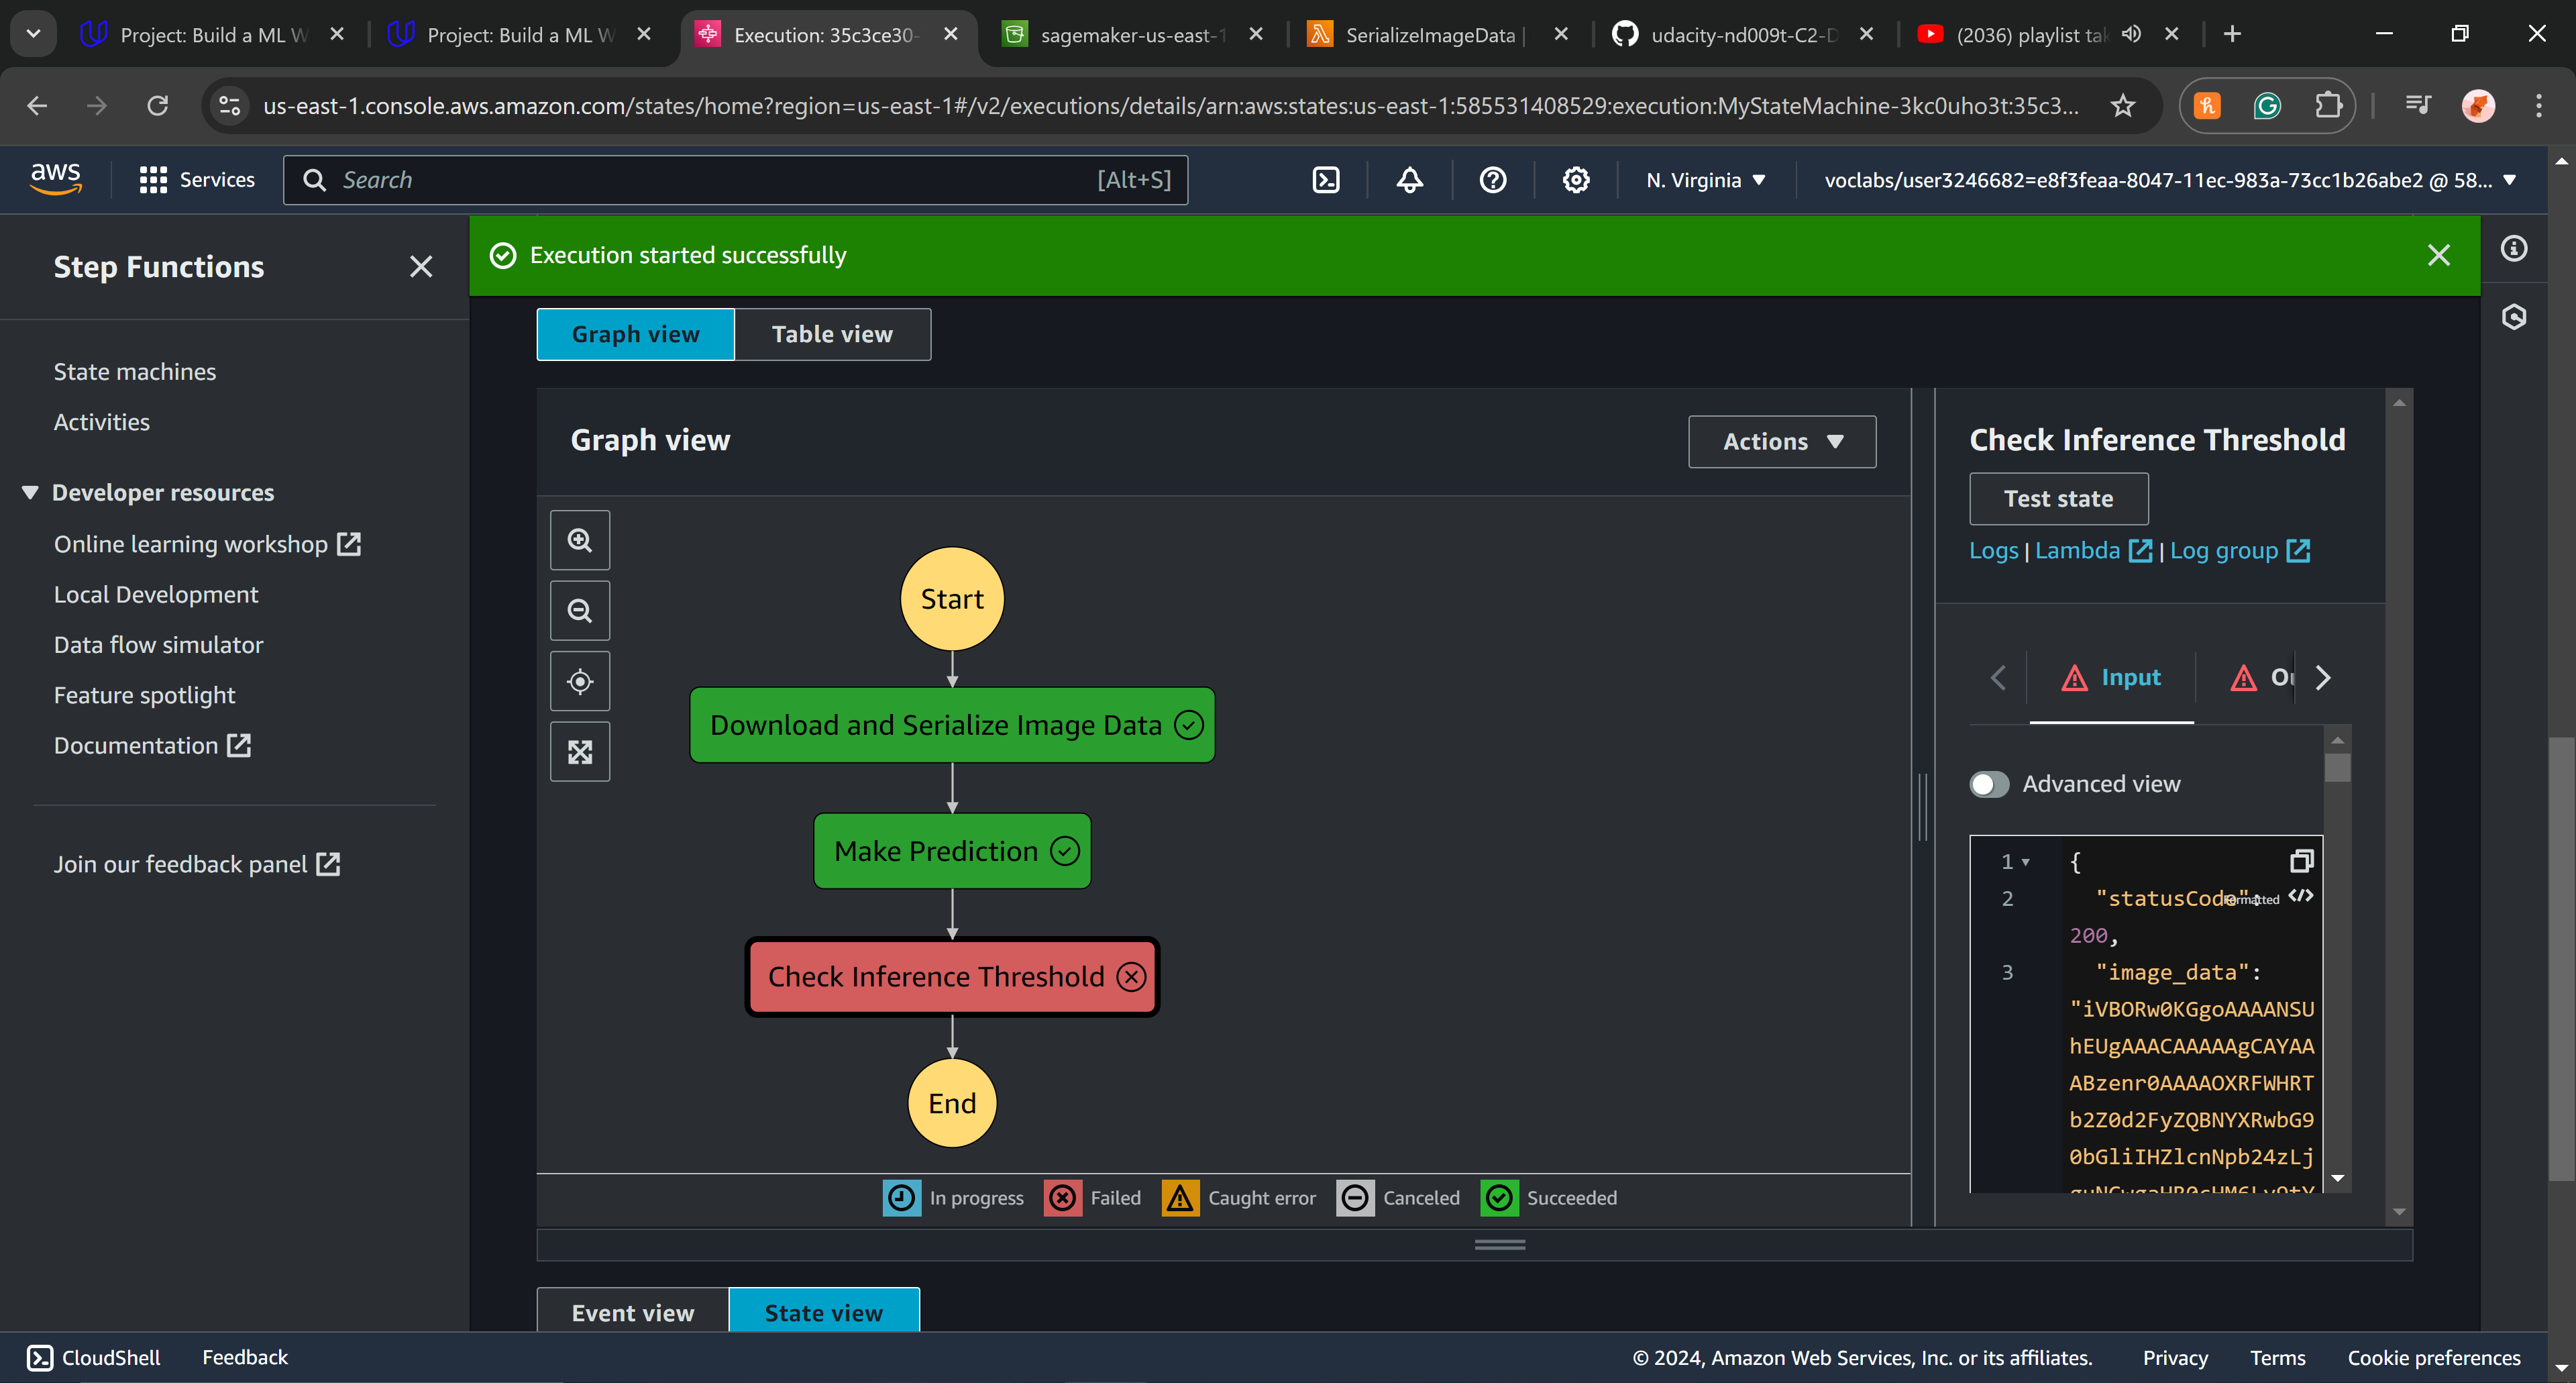 Project: Build a ML W
Project: Build a ML W
Execution: 35c3ce30-
sagemaker-us-east-1
SerializeImageData |
udacity-nd009t-C2-D
(2036) playlist tak
us-east-1.console.aws.amazon.com/states/home?region=us-east-1#/v2/executions/details/arn:aws:states:us-east-1:585531408529:execution:MyStateMachine-3kc0uho3t:35c3...
aws
Services
Search
[Alt+S]
N. Virginia
voclabs/user3246682=e8f3feaa-8047-11ec-983a-73cc1b26abe2 @ 58...
Step Functions
State machines
Activities
Developer resources
Online learning workshop
Local Development
Data flow simulator
Feature spotlight
Documentation
Join our feedback panel
Execution started successfully
Graph view
Table view
Graph view
Actions
Start
Download and Serialize Image Data
Make Prediction
Check Inference Threshold
End
In progress
Failed
Caught error
Canceled
Succeeded
Check Inference Threshold
Test state
Logs | Lambda | Log group
Input
Advanced view
1 {
2 "statusCode":
Formatted
200,
3 "image_data":
"iVBORw0KGgoAAAANSU
hEUgAAACAAAAAgCAYAA
ABzenr0AAAAOXRFWHRT
b2Z0d2FyZQBNYXRwbG9
0bGliIHZlcnNpb24zLj
Event view
State view
CloudShell
Feedback
© 2024, Amazon Web Services, Inc. or its affiliates.
Privacy
Terms
Cookie preferences